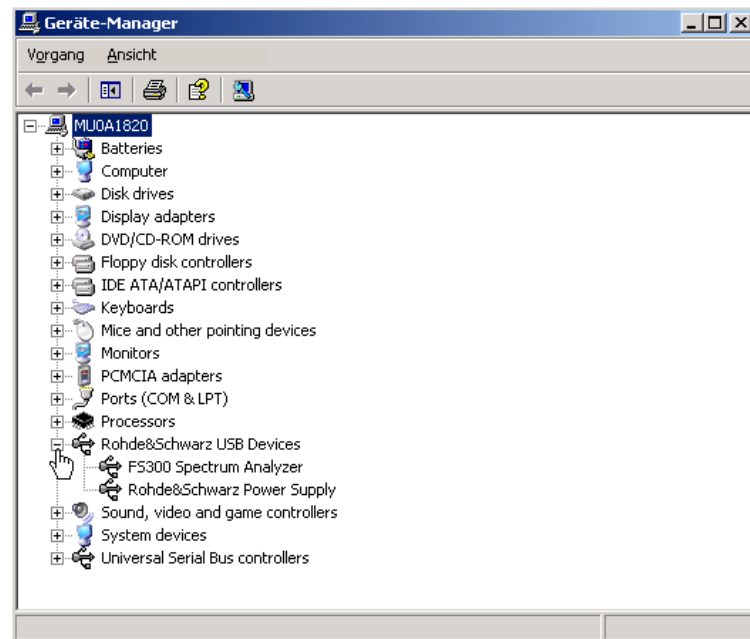 Geräte-Manager
Vorgang Ansicht
MU0A1820
Batteries
Computer
Disk drives
Display adapters
DVD/CD-ROM drives
Floppy disk controllers
IDE ATA/ATAPI controllers
Keyboards
Mice and other pointing devices
Monitors
PCMCIA adapters
Ports (COM & LPT)
Processors
Rohde&Schwarz USB Devices
FS300 Spectrum Analyzer
Rohde&Schwarz Power Supply
Sound, video and game controllers
System devices
Universal Serial Bus controllers